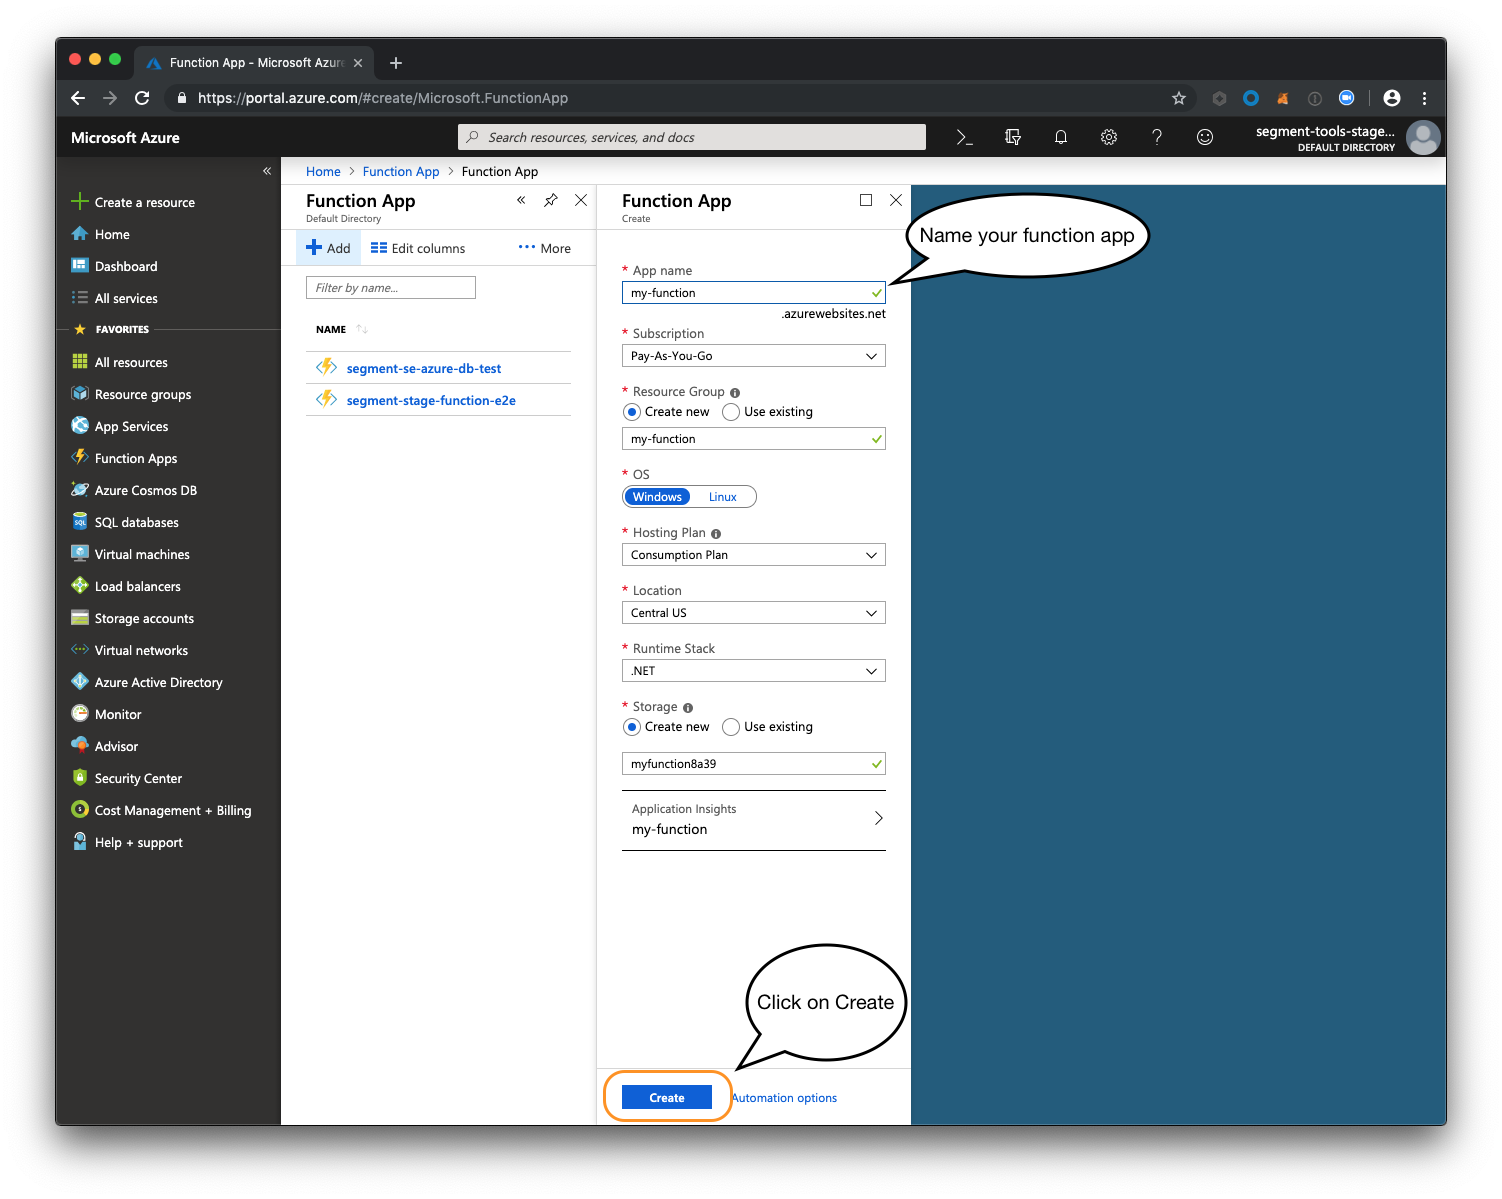 Function App - Microsoft Azure
https://portal.azure.com/#create/Microsoft.FunctionApp
Microsoft Azure
Search resources, services, and docs
segment-tools-stage...
DEFAULT DIRECTORY
Create a resource
Home
Dashboard
All services
FAVORITES
All resources
Resource groups
App Services
Function Apps
Azure Cosmos DB
SQL databases
Virtual machines
Load balancers
Storage accounts
Virtual networks
Azure Active Directory
Monitor
Advisor
Security Center
Cost Management + Billing
Help + support
Home > Function App > Function App
Function App
Default Directory
Add
Edit columns
More
Filter by name...
NAME
segment-se-azure-db-test
segment-stage-function-e2e
Function App
Create
* App name
my-function
.azurewebsites.net
* Subscription
Pay-As-You-Go
* Resource Group
Create new Use existing
my-function
* OS
Windows Linux
* Hosting Plan
Consumption Plan
* Location
Central US
* Runtime Stack
.NET
* Storage
Create new Use existing
myfunction8a39
Application Insights
my-function
Create
Automation options
Name your function app
Click on Create